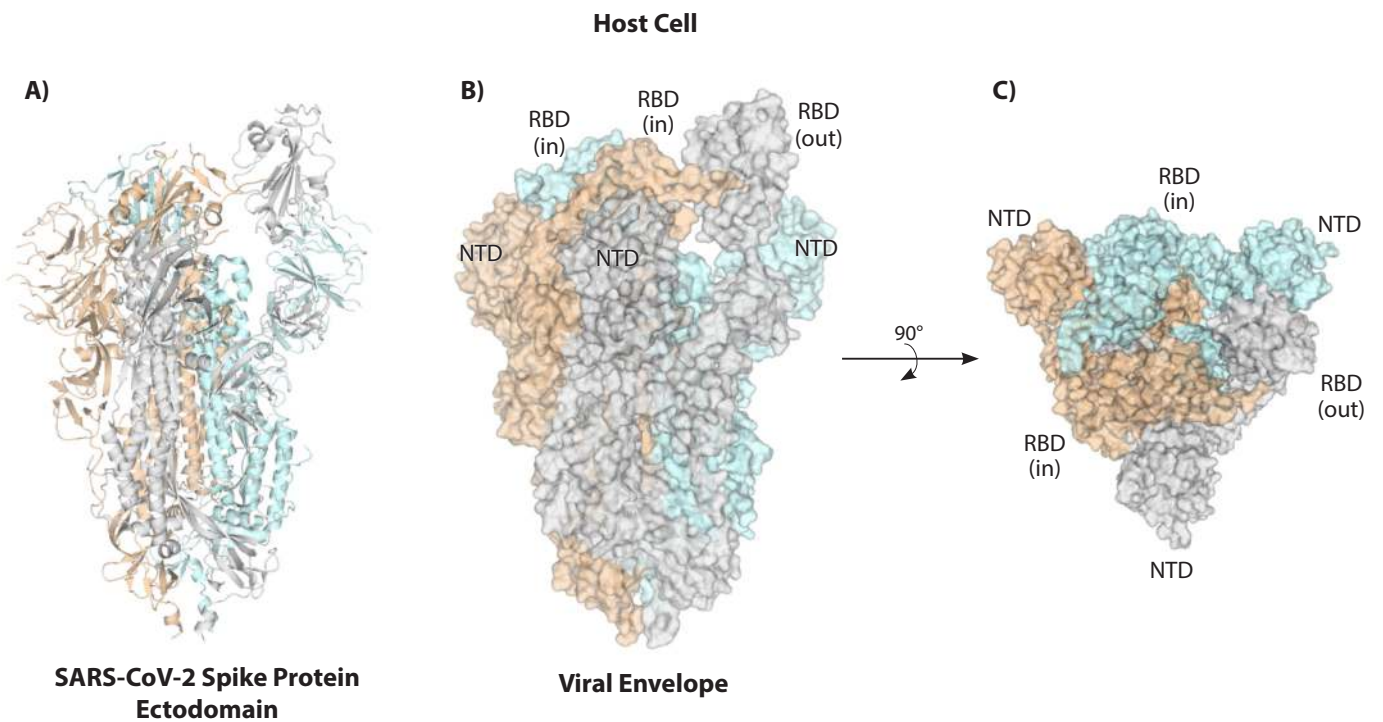 Host Cell
A)
B)
C)
RBD
(in)
RBD
(in)
RBD
(out)
NTD
NTD
NTD
90°
RBD
(in)
NTD
NTD
RBD
(out)
RBD
(in)
NTD
SARS-CoV-2 Spike Protein
Ectodomain
Viral Envelope